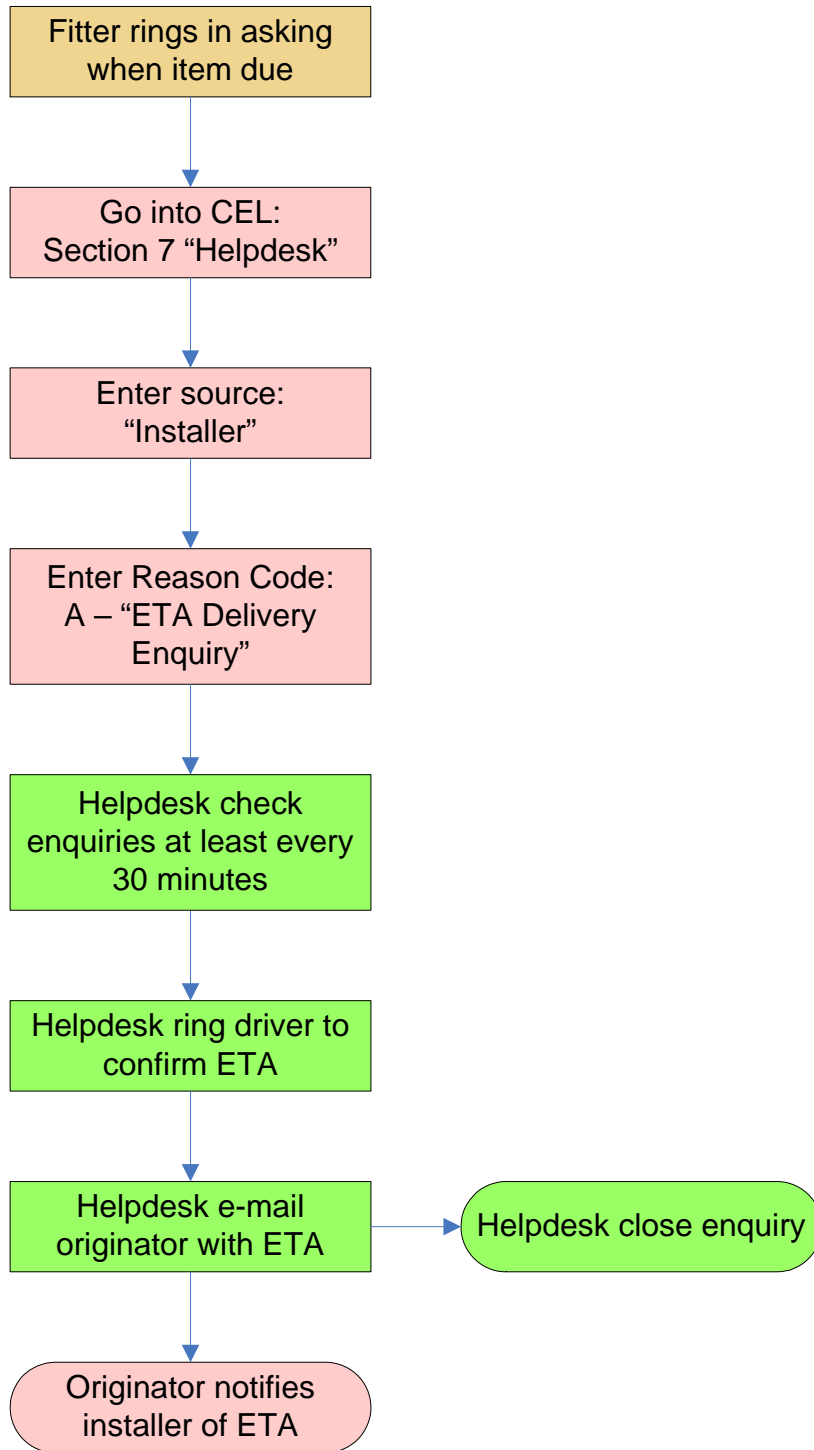 Fitter rings in asking
when item due
Go into CEL:
Section 7 “Helpdesk”
Enter source:
“Installer”
Enter Reason Code:
A – “ETA Delivery
Enquiry”
Helpdesk check
enquiries at least every
30 minutes
Helpdesk ring driver to
confirm ETA
Helpdesk e-mail
originator with ETA
Helpdesk close enquiry
Originator notifies
installer of ETA